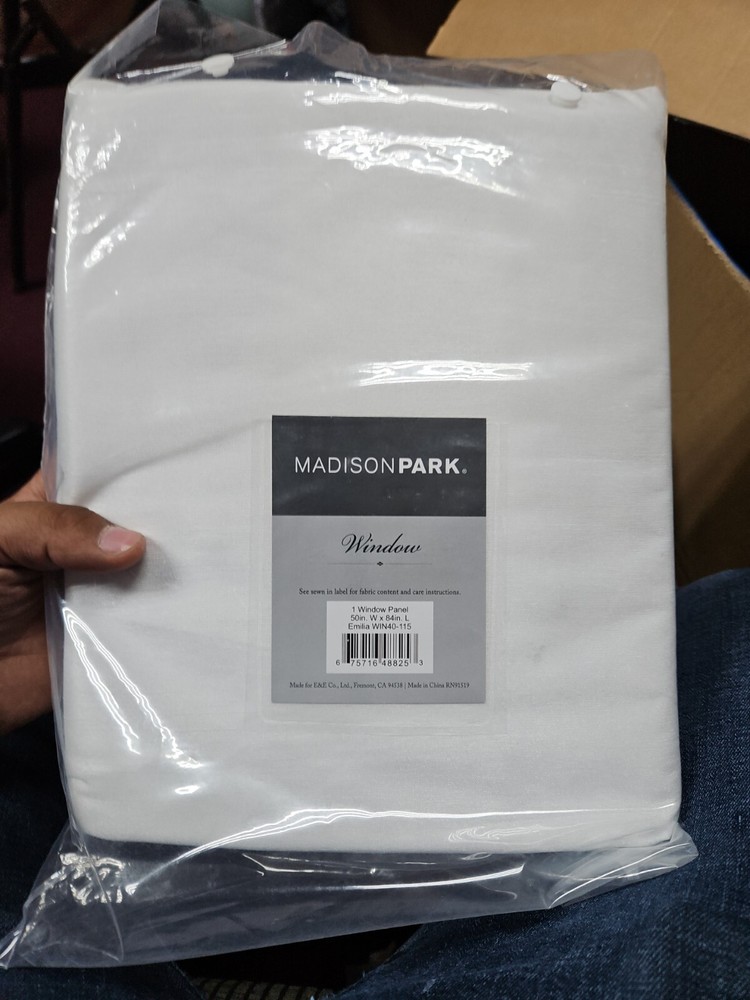 MADISONPARK®
Window
See sewn in label for fabric content and care instructions.
1 Window Panel
50in. W x 84in. L
Emilia WIN40-115
6 75716 48825 3
Made for E&E Co., Ltd., Fremont, CA 94538 | Made in China RN91519